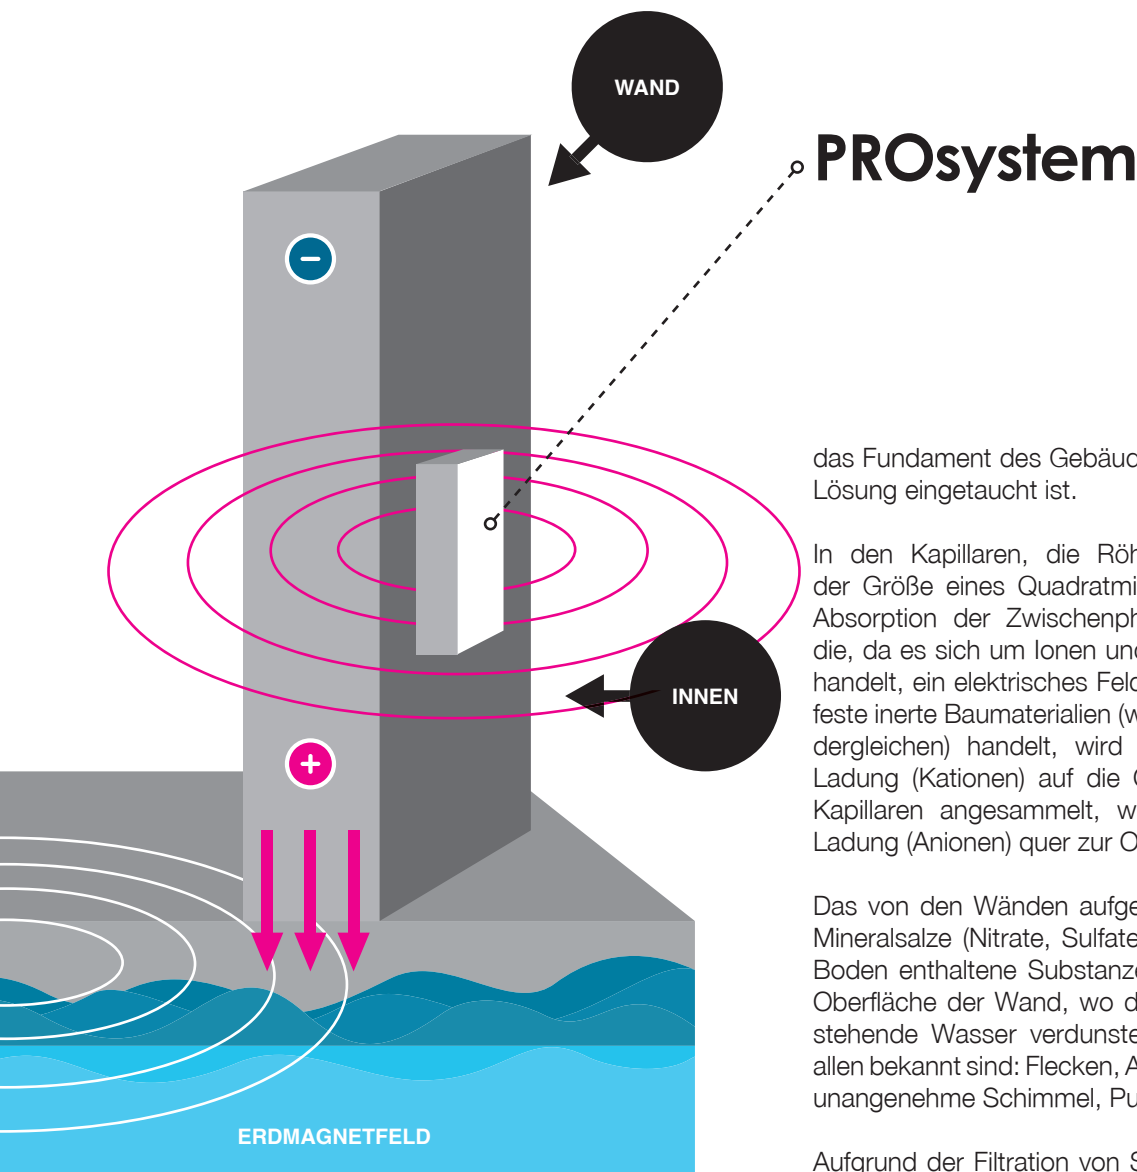 WAND
PROsystem
das Fundament des Gebäud
Lösung eingetaucht ist.
In den Kapillaren, die Röh
der Größe eines Quadratmi
Absorption der Zwischenph
die, da es sich um Ionen und
handelt, ein elektrisches Feld
feste inerte Baumaterialien (w
dergleichen) handelt, wird
Ladung (Kationen) auf die
Kapillaren angesammelt, w
Ladung (Anionen) quer zur O
INNEN
Das von den Wänden aufge
Mineralsalze (Nitrate, Sulfate
Boden enthaltene Substanze
Oberfläche der Wand, wo d
stehende Wasser verdunste
allen bekannt sind: Flecken, A
unangenehme Schimmel, Pu
Aufgrund der Filtration von S
ERDMAGNETFELD